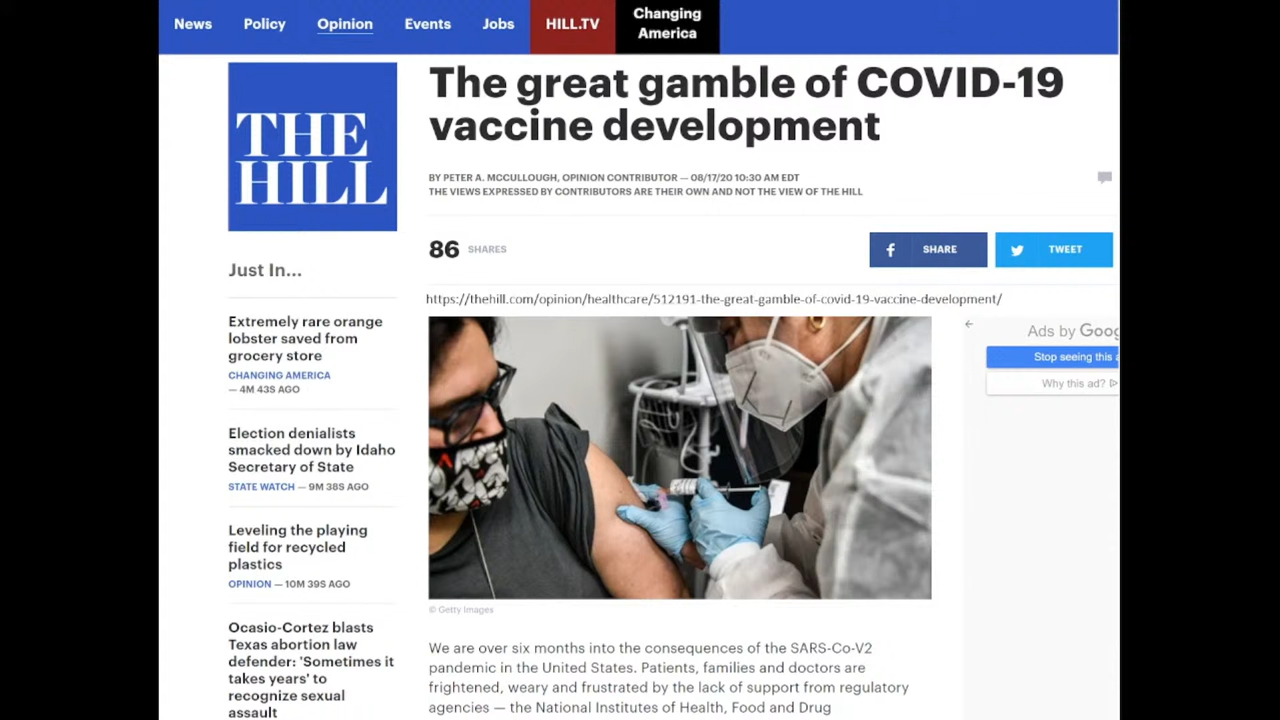 News Policy Opinion Events Jobs HILL.TV Changing America
THE
HILL
The great gamble of COVID-19
vaccine development
BY PETER A. MCCULLOUGH, OPINION CONTRIBUTOR — 08/17/20 10:30 AM EDT
THE VIEWS EXPRESSED BY CONTRIBUTORS ARE THEIR OWN AND NOT THE VIEW OF THE HILL
86 SHARES
SHARE
TWEET
https://thehill.com/opinion/healthcare/512191-the-great-gamble-of-covid-19-vaccine-development/
Just In...
Extremely rare orange
lobster saved from
grocery store
CHANGING AMERICA
— 4M 43S AGO
Election denialists
smacked down by Idaho
Secretary of State
STATE WATCH — 9M 38S AGO
Leveling the playing
field for recycled
plastics
OPINION — 10M 39S AGO
Ocasio-Cortez blasts
Texas abortion law
defender: 'Sometimes it
takes years' to
recognize sexual
assault
Ads by Goog
Stop seeing this a
Why this ad?
© Getty Images
We are over six months into the consequences of the SARS-Co-V2
pandemic in the United States. Patients, families and doctors are
frightened, weary and frustrated by the lack of support from regulatory
agencies — the National Institutes of Health, Food and Drug